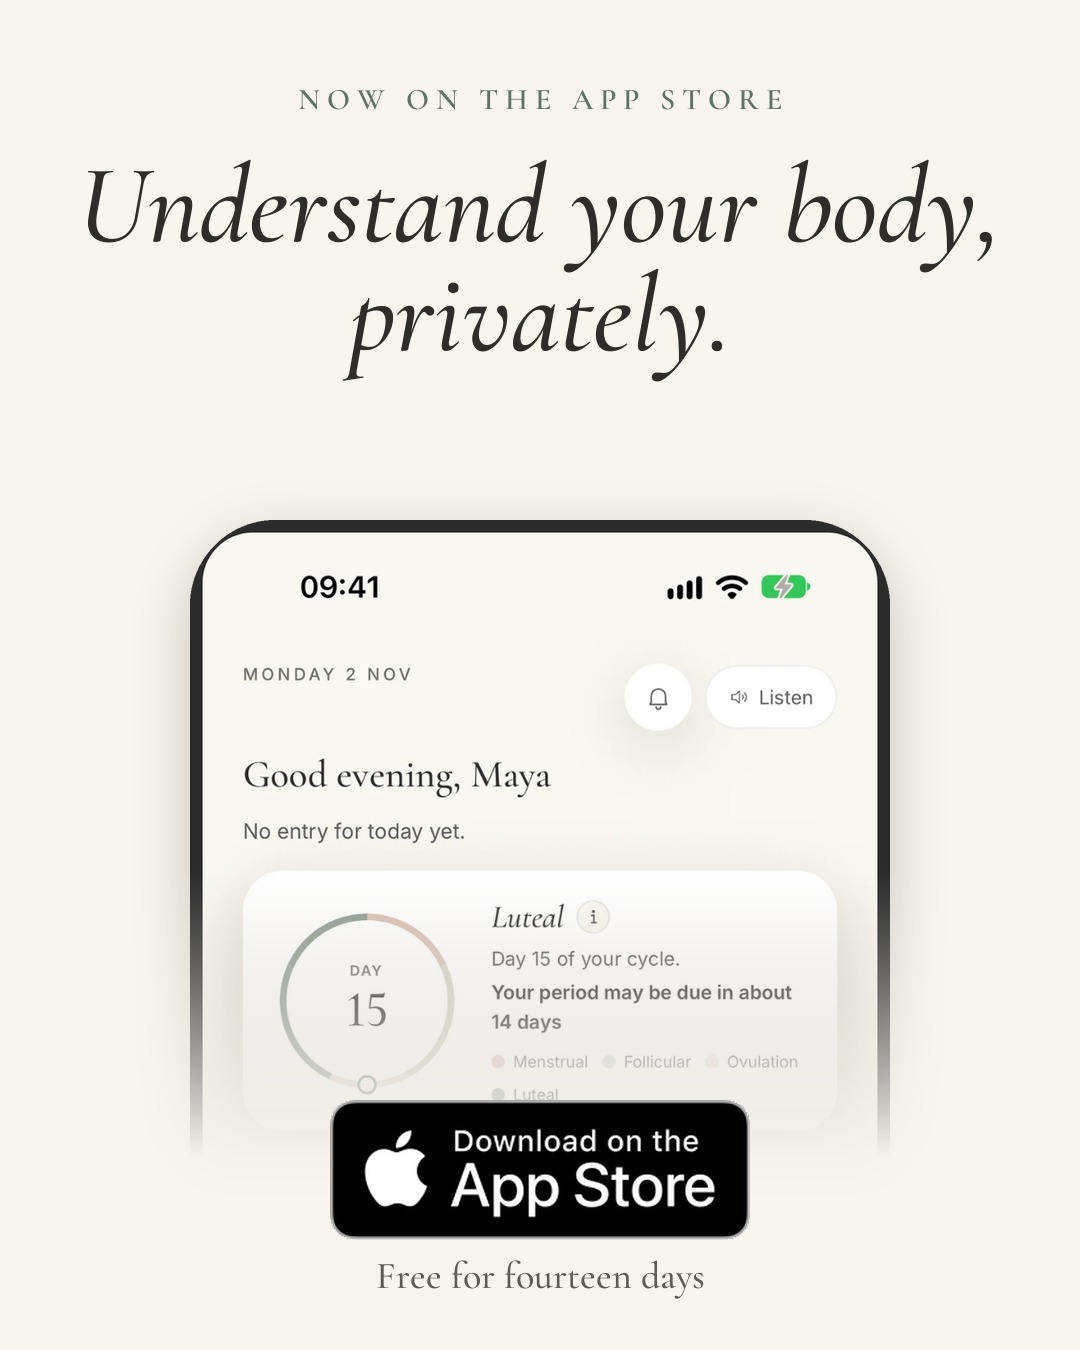 NOW ON THE APP STORE
Understand your body,
privately.
09:41
MONDAY 2 NOV
Listen
Good evening, Maya
No entry for today yet.
Luteal i
DAY
15
Day 15 of your cycle.
Your period may be due in about
14 days
Menstrual Follicular Ovulation
Luteal
Download on the
App Store
Free for fourteen days